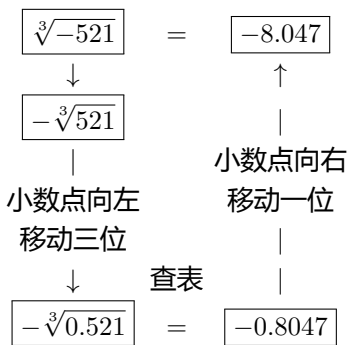 ∛−521 = −8.047
↓ ↑
−∛521
小数点向右
移动一位
小数点向左
移动三位
↓ 查表
−∛0.521 = −0.8047